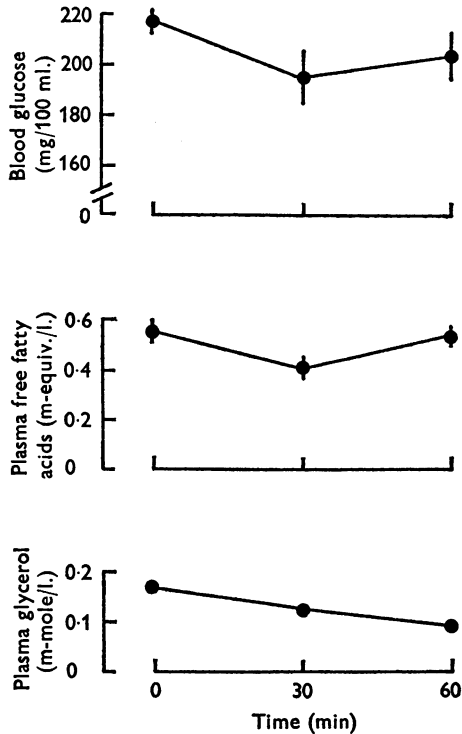 Blood glucose
(mg/100 ml.)
220
200
180
160
0
Plasma free fatty
acids (m-equiv./l.)
0·6
0·4
0·2
0
Plasma glycerol
(m-mole/l.)
0·2
0·1
0
0 30 60
Time (min)